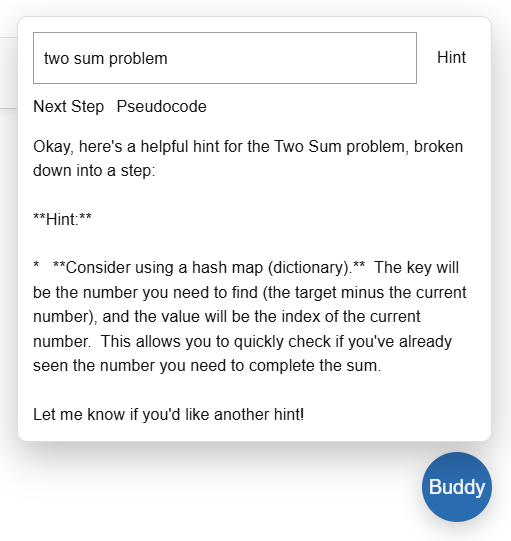 two sum problem
Hint
Next Step Pseudocode
Okay, here's a helpful hint for the Two Sum problem, broken
down into a step:
**Hint:**
* **Consider using a hash map (dictionary).** The key will
be the number you need to find (the target minus the current
number), and the value will be the index of the current
number. This allows you to quickly check if you've already
seen the number you need to complete the sum.
Let me know if you'd like another hint!
Buddy